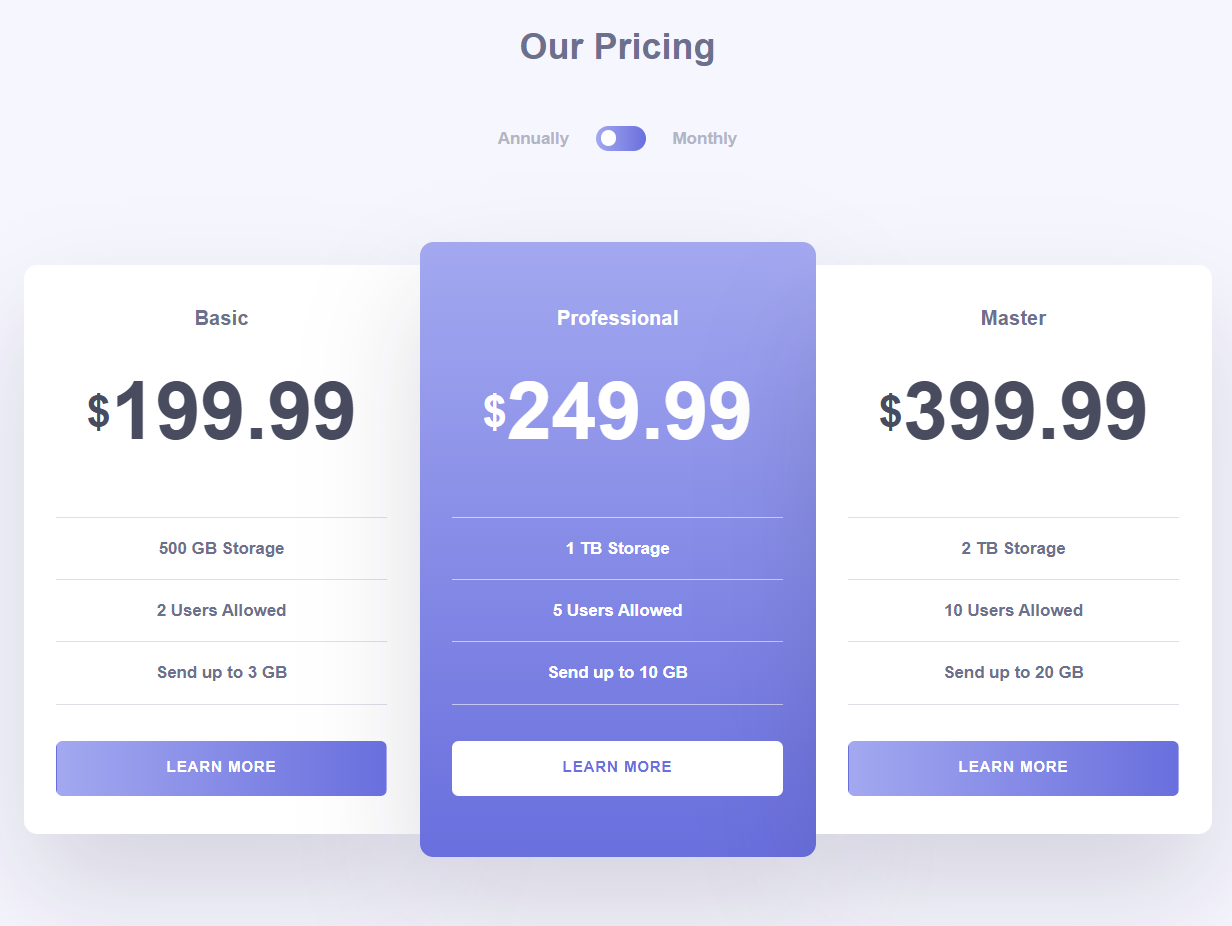 Our Pricing
Annually Monthly
Basic
$199.99
500 GB Storage
2 Users Allowed
Send up to 3 GB
LEARN MORE
Professional
$249.99
1 TB Storage
5 Users Allowed
Send up to 10 GB
LEARN MORE
Master
$399.99
2 TB Storage
10 Users Allowed
Send up to 20 GB
LEARN MORE